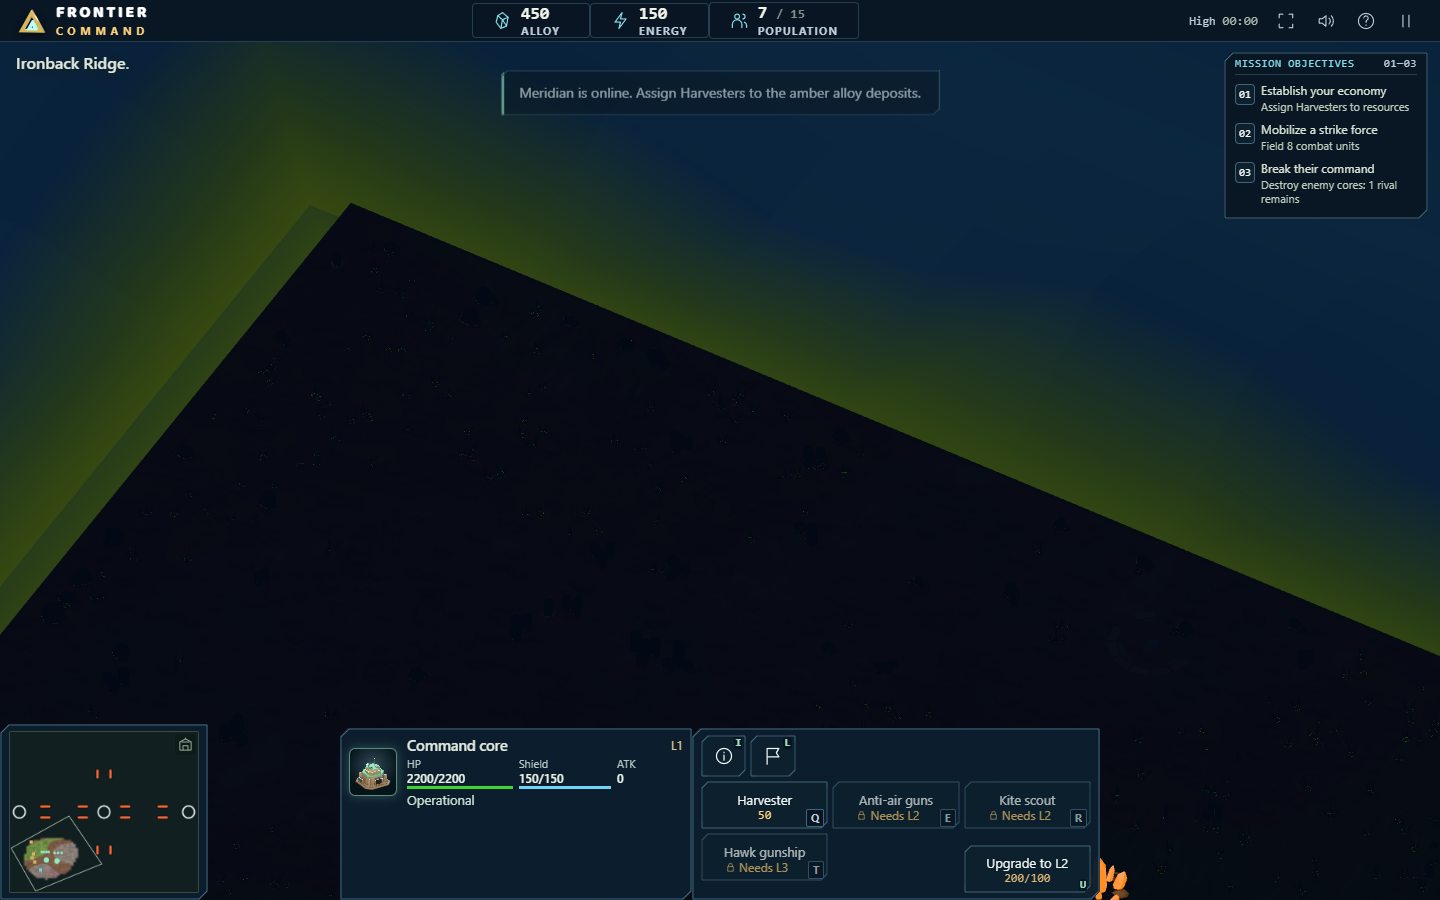 FRONTIER
COMMAND
450
ALLOY
150
ENERGY
7 / 15
POPULATION
High 00:00
Ironback Ridge.
Meridian is online. Assign Harvesters to the amber alloy deposits.
MISSION OBJECTIVES 01—03
01 Establish your economy
Assign Harvesters to resources
02 Mobilize a strike force
Field 8 combat units
03 Break their command
Destroy enemy cores: 1 rival
remains
Command core L1
HP Shield ATK
2200/2200 150/150 0
Operational
I L
Harvester
50 Q
Anti-air guns
Needs L2 E
Kite scout
Needs L2 R
Hawk gunship
Needs L3 T
Upgrade to L2
200/100 U